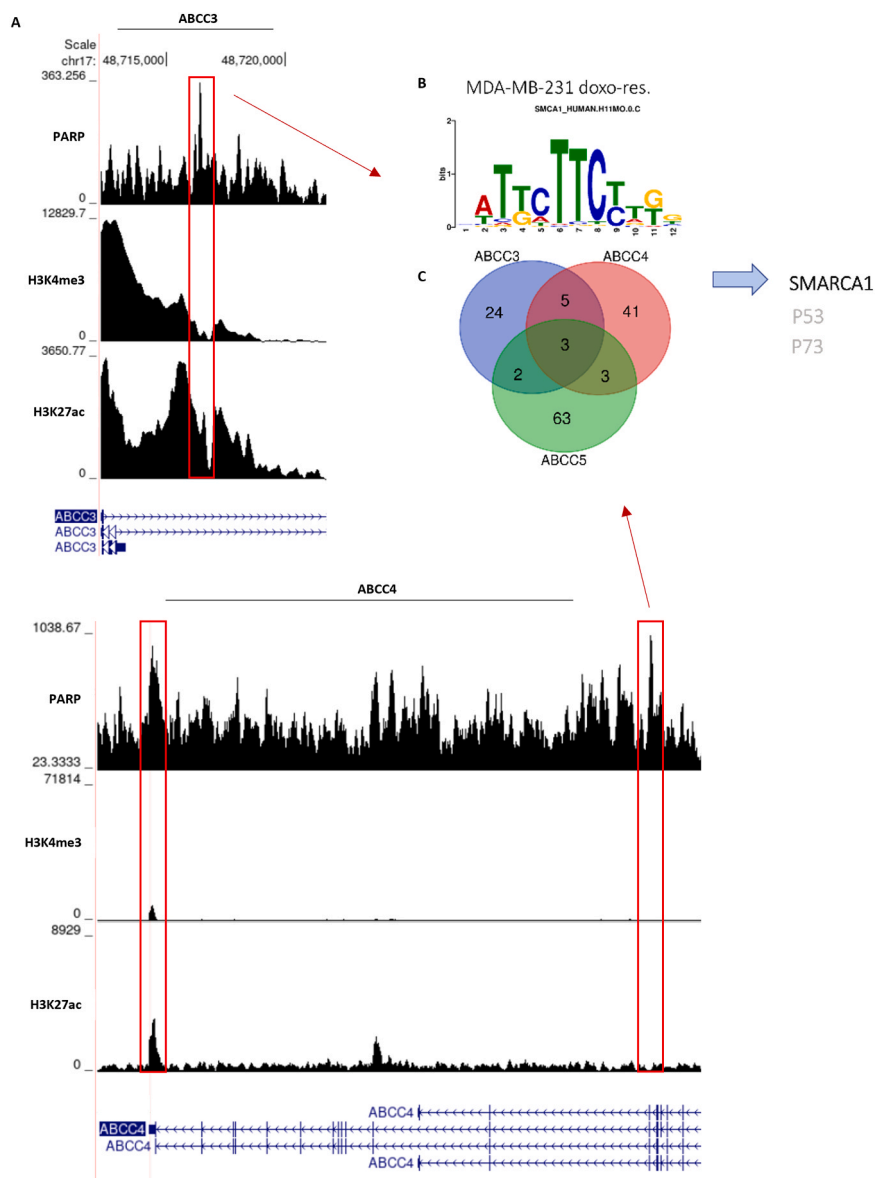 A
ABCC3
Scale
chr17:
48,715,000
48,720,000
363.256
PARP
0
12829.7
H3K4me3
0
3650.77
H3K27ac
0
ABCC3
ABCC3
ABCC3
B
MDA-MB-231 doxo-res.
SMCA1_HUMAN.H11MO.0.C
2
bits
1
0
1 2 3 4 5 6 7 8 9 10 11 12
C
ABCC3
ABCC4
24
5
41
3
2
3
63
ABCC5
SMARCA1
P53
P73
ABCC4
1038.67
PARP
23.3333
71814
H3K4me3
0
8929
H3K27ac
0
ABCC4
ABCC4
ABCC4
ABCC4